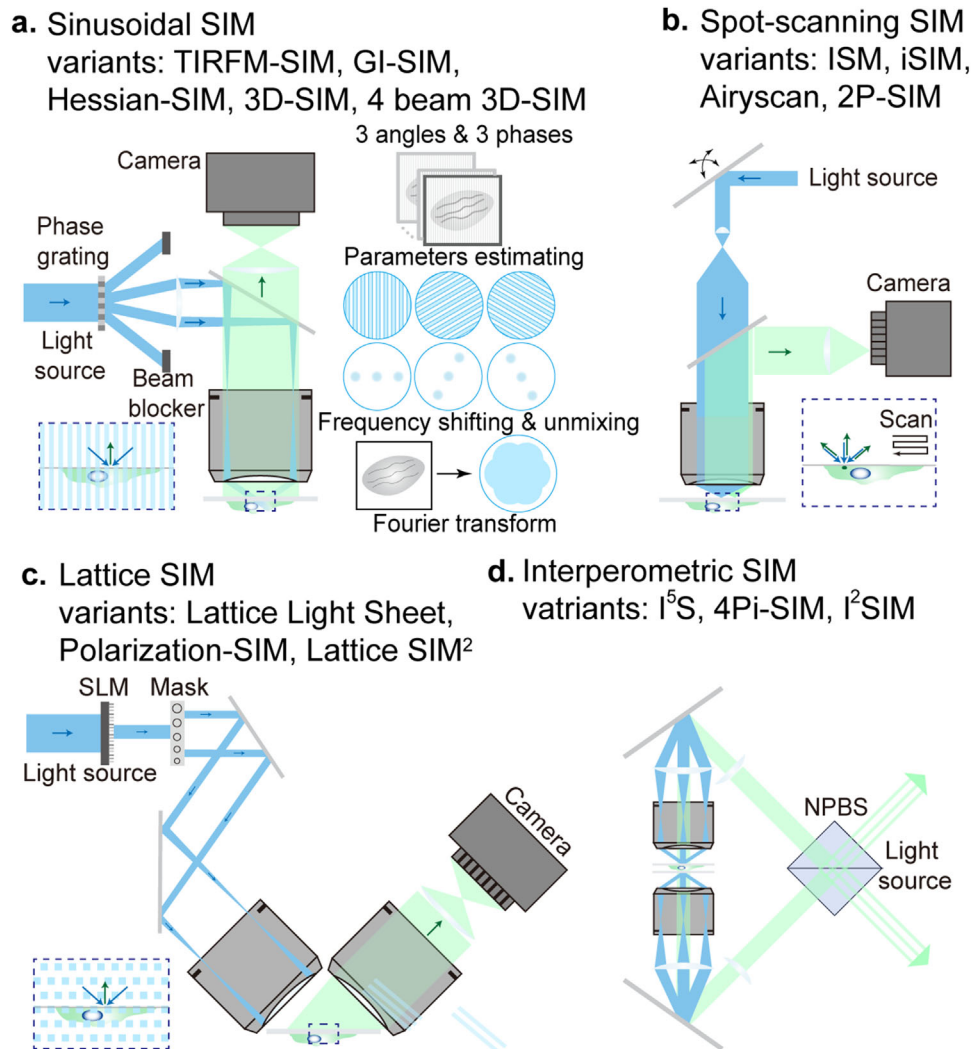 a. Sinusoidal SIM
variants: TIRFM-SIM, GI-SIM,
Hessian-SIM, 3D-SIM, 4 beam 3D-SIM
Camera
Phase
grating
Light
source
Beam
blocker
3 angles & 3 phases
Parameters estimating
Frequency shifting & unmixing
Fourier transform
b. Spot-scanning SIM
variants: ISM, iSIM,
Airyscan, 2P-SIM
Light source
Camera
Scan
c. Lattice SIM
variants: Lattice Light Sheet,
Polarization-SIM, Lattice SIM²
SLM
Mask
Light source
Camera
d. Interperometric SIM
vatriants: I⁵S, 4Pi-SIM, I²SIM
NPBS
Light
source